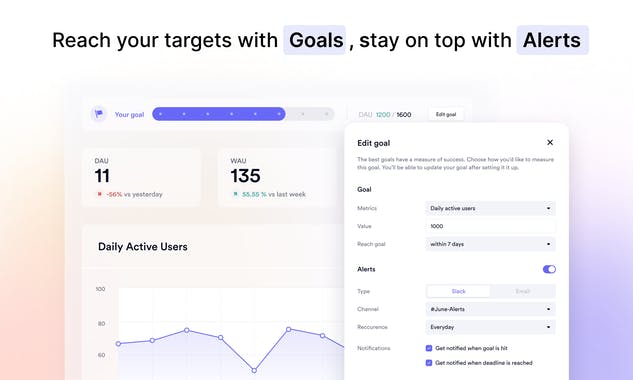 Reach your targets with Goals, stay on top with Alerts
Your goal
DAU 1200 / 1600
Edit goal
DAU
11
-56% vs yesterday
WAU
135
55.55 % vs last week
Daily Active Users
100
80
60
Edit goal
The best goals have a measure of success. Choose how you'd like to measure
this goal. You'll be able to update your goal after setting it it up.
Goal
Metrics
Daily active users
Value
1000
Reach goal
within 7 days
Alerts
Type
Slack
Email
Channel
#June-Alerts
Reccurence
Everyday
Notifications
Get notified when goal is hit
Get notified when deadline is reached